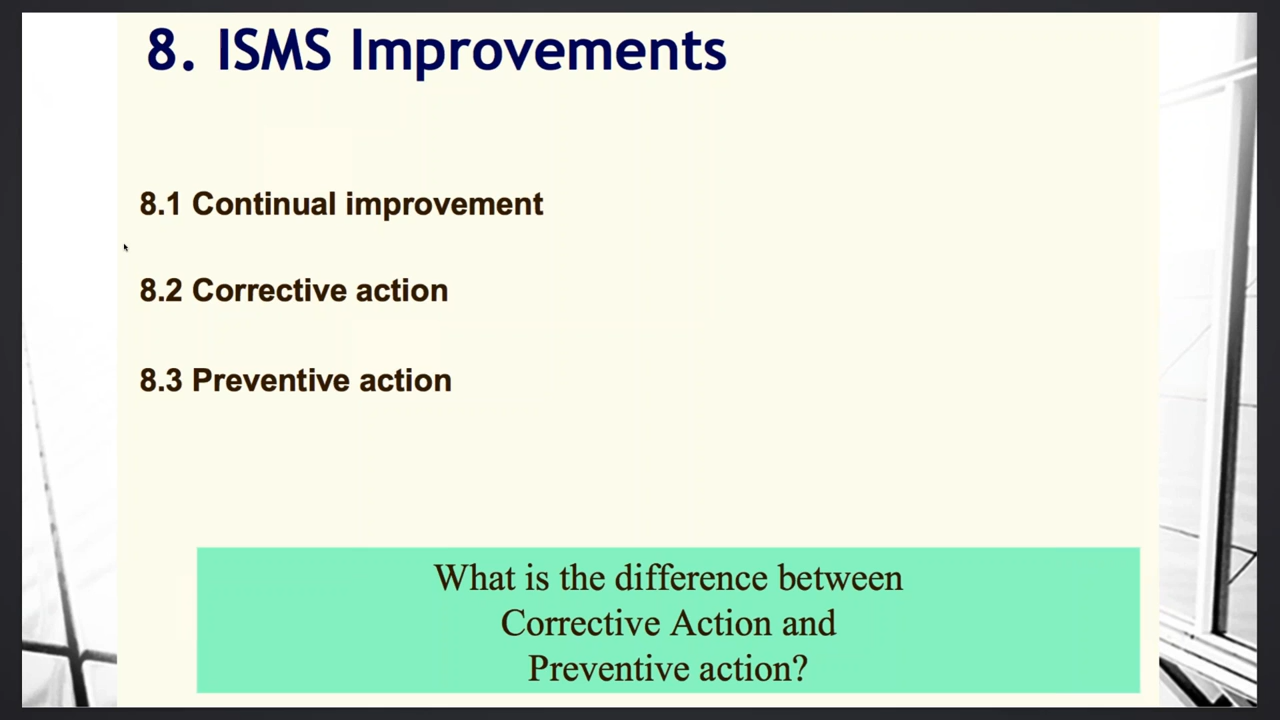 8. ISMS Improvements
8.1 Continual improvement
8.2 Corrective action
8.3 Preventive action
What is the difference between
Corrective Action and
Preventive action?